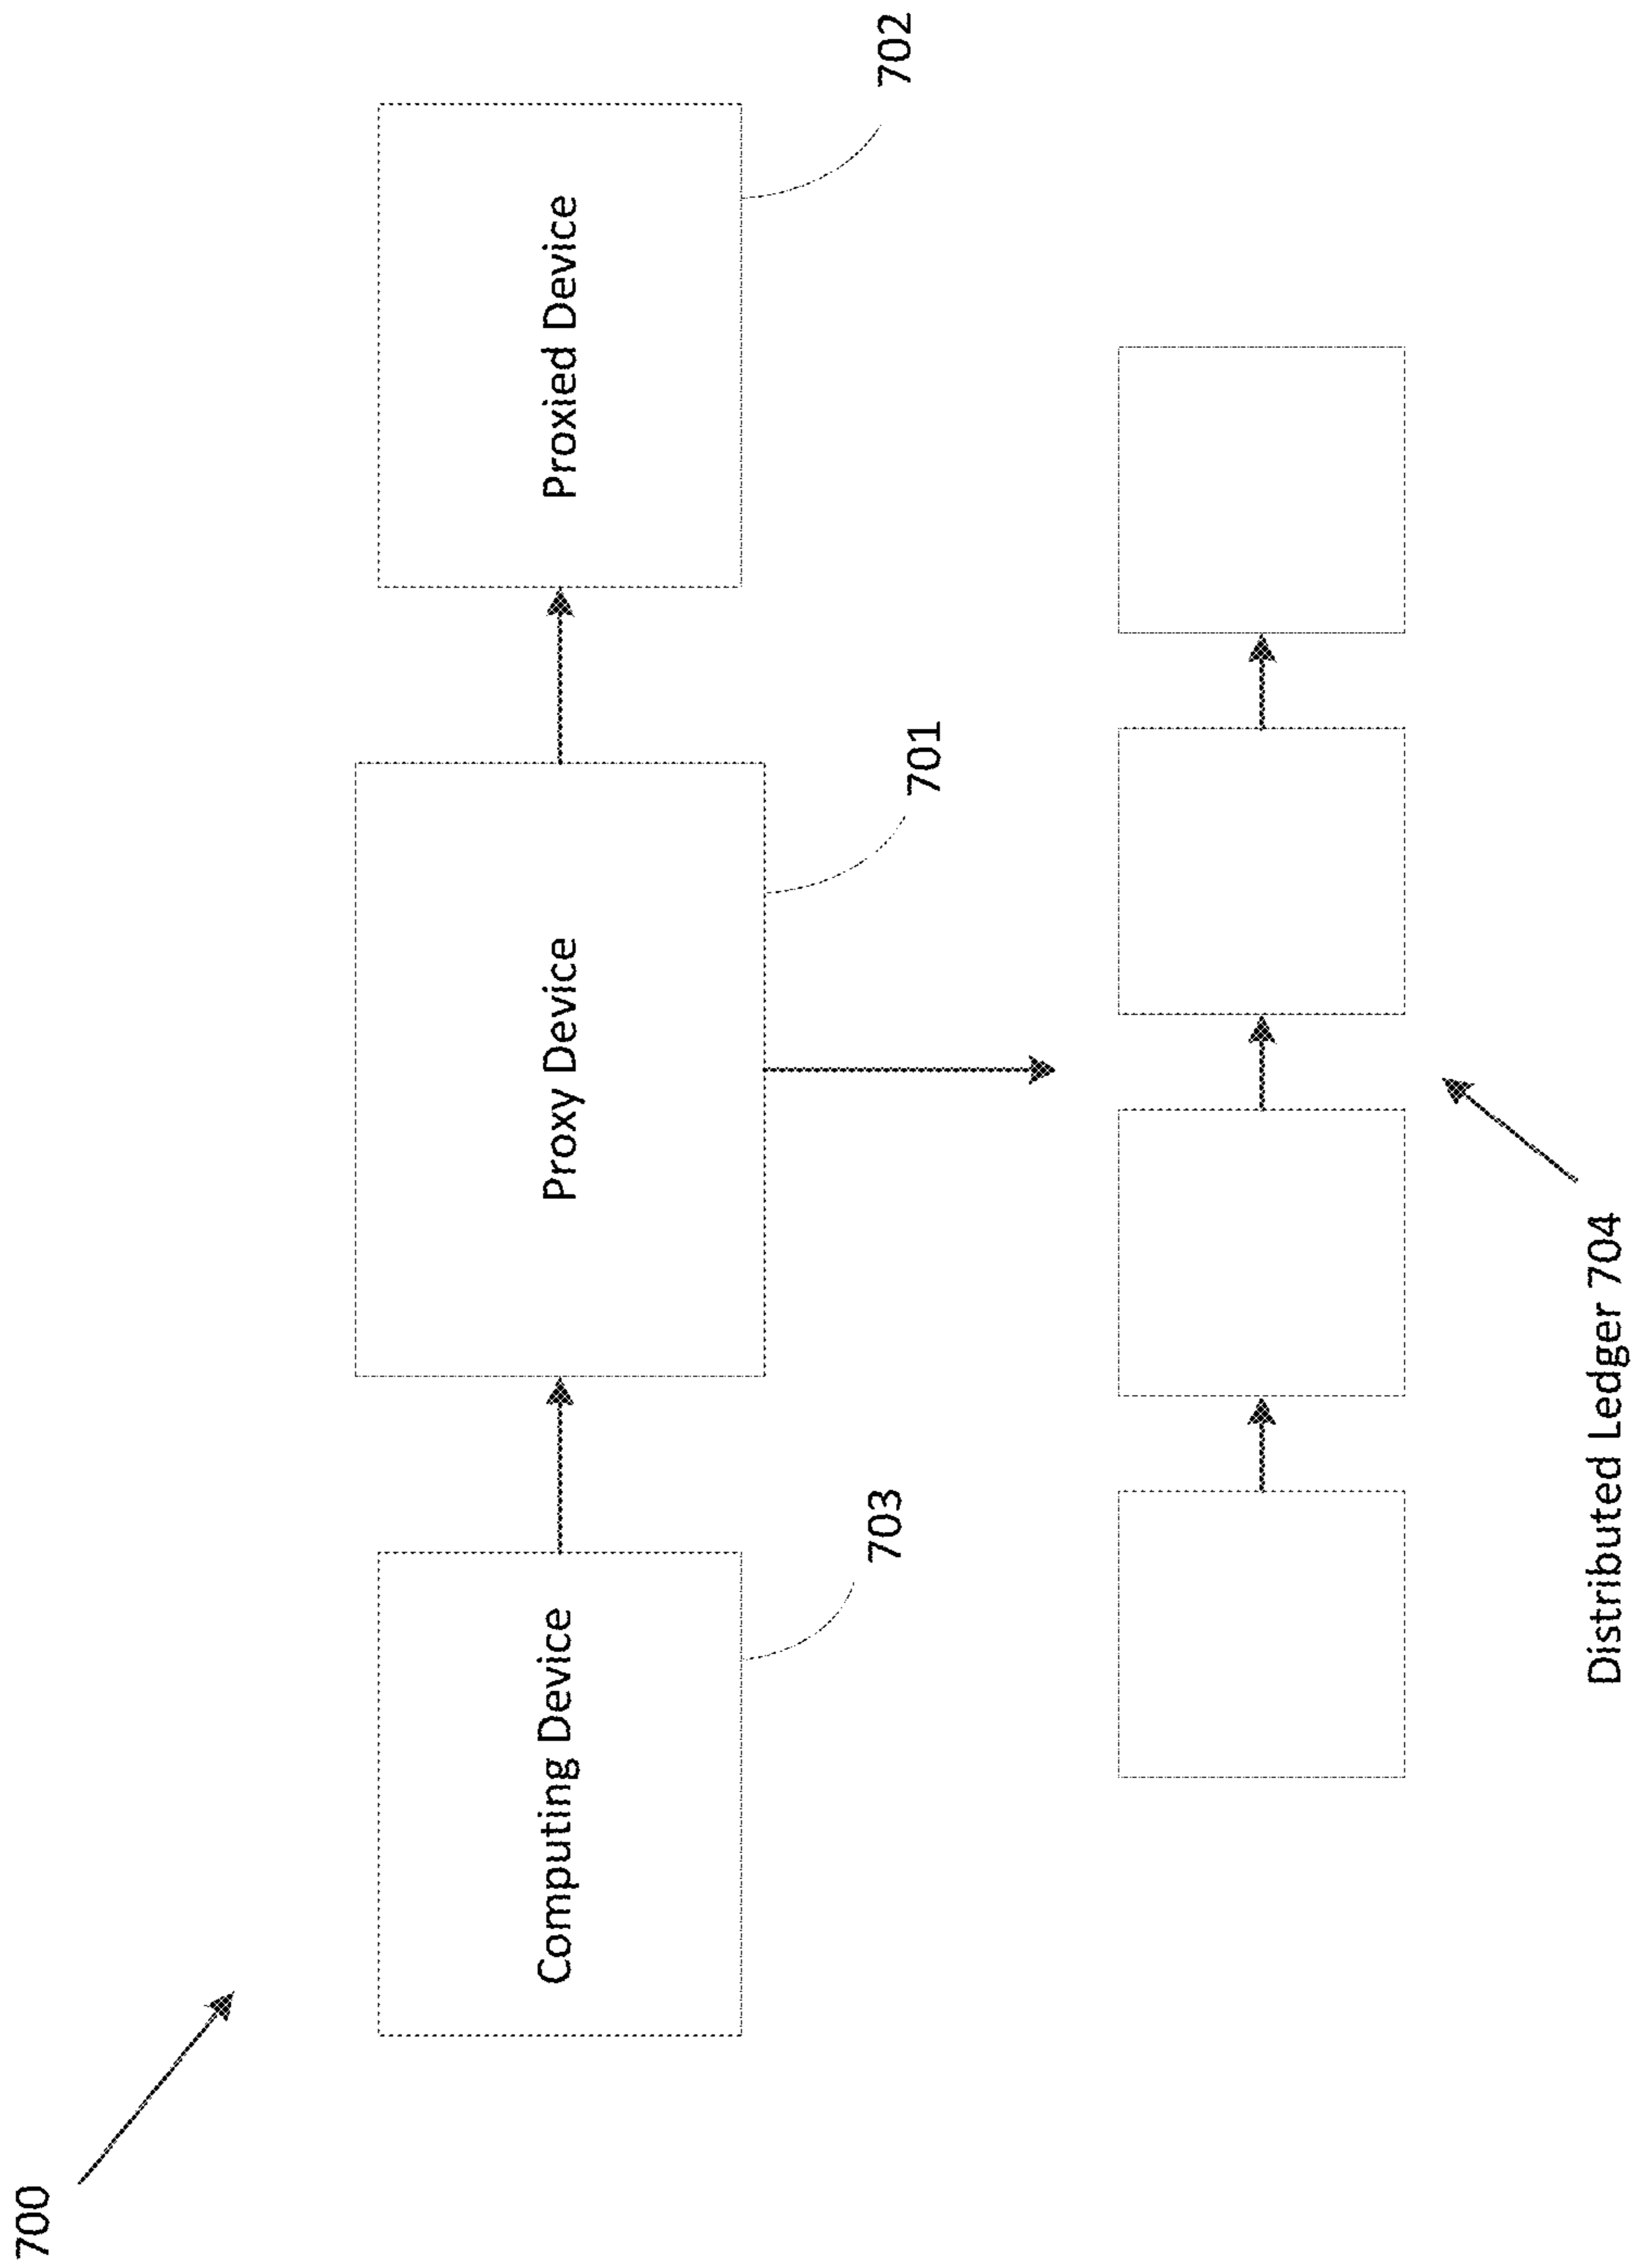 700
Computing Device
Proxy Device
Proxied Device
703
701
702
Distributed Ledger 704